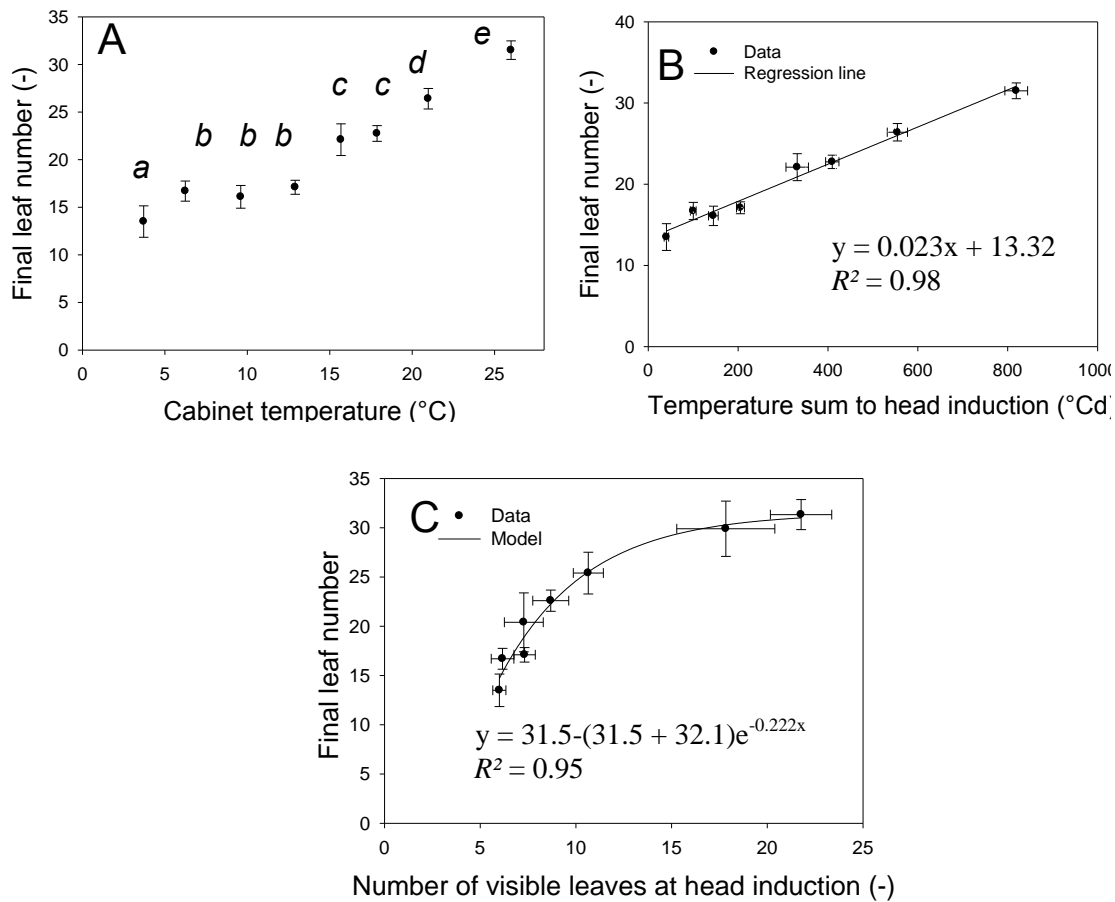 A
a
b
b
b
c
c
d
e
Final leaf number (-)
35
30
25
20
15
10
5
0
0
5
10
15
20
25
Cabinet temperature (°C)
B
Data
Regression line
Final leaf number (-)
40
30
20
10
0
0
200
400
600
800
1000
y = 0.023x + 13.32
R² = 0.98
Temperature sum to head induction (°Cd)
C
Data
Model
Final leaf number
35
30
25
20
15
10
5
0
0
5
10
15
20
25
y = 31.5-(31.5 + 32.1)e-0.222x
R² = 0.95
Number of visible leaves at head induction (-)